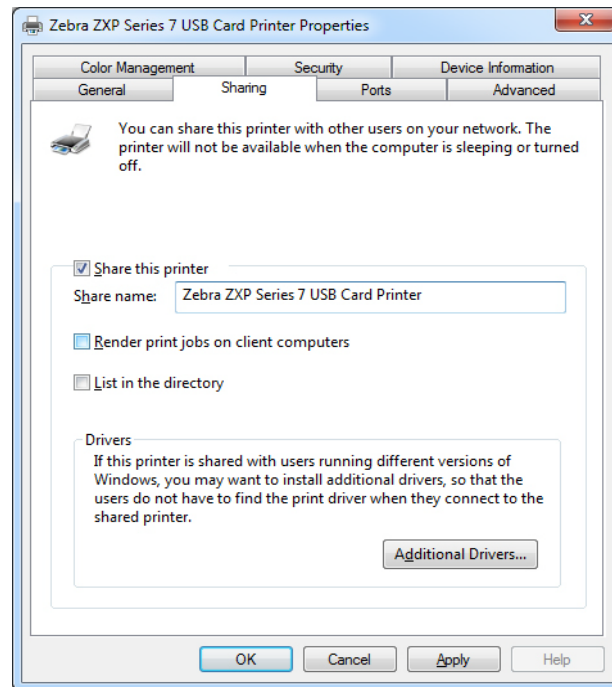 Zebra ZXP Series 7 USB Card Printer Properties
Color Management Security Device Information
General Sharing Ports Advanced
You can share this printer with other users on your network. The
printer will not be available when the computer is sleeping or turned
off.
Share this printer
Share name: Zebra ZXP Series 7 USB Card Printer
Render print jobs on client computers
List in the directory
Drivers
If this printer is shared with users running different versions of
Windows, you may want to install additional drivers, so that the
users do not have to find the print driver when they connect to the
shared printer.
Additional Drivers...
OK Cancel Apply Help